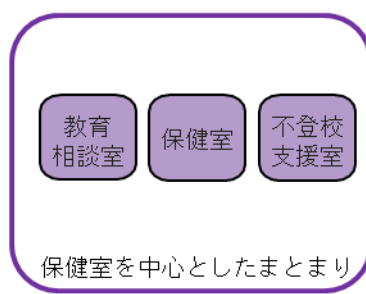 教育
相談室
保健室
不登校
支援室
保健室を中心としたまとまり